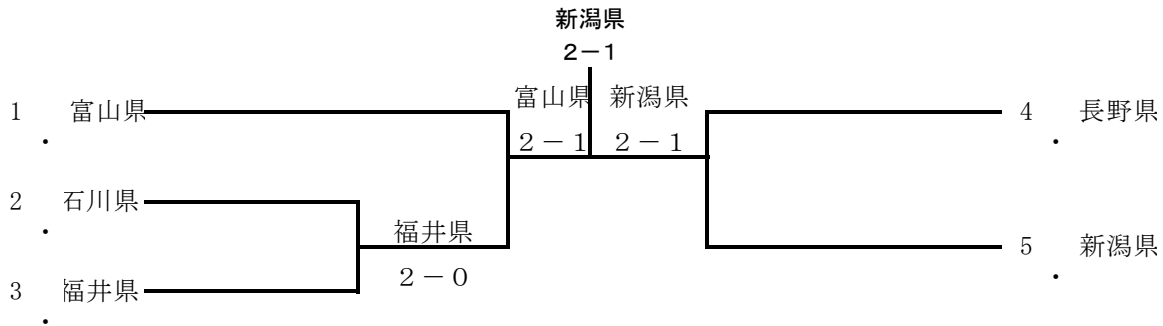 新潟県
2－1
富山県 新潟県
1 富山県
4 長野県
・
・
2－1 2－1
2 石川県
・
福井県
5 新潟県
2－0
・
3 福井県
・